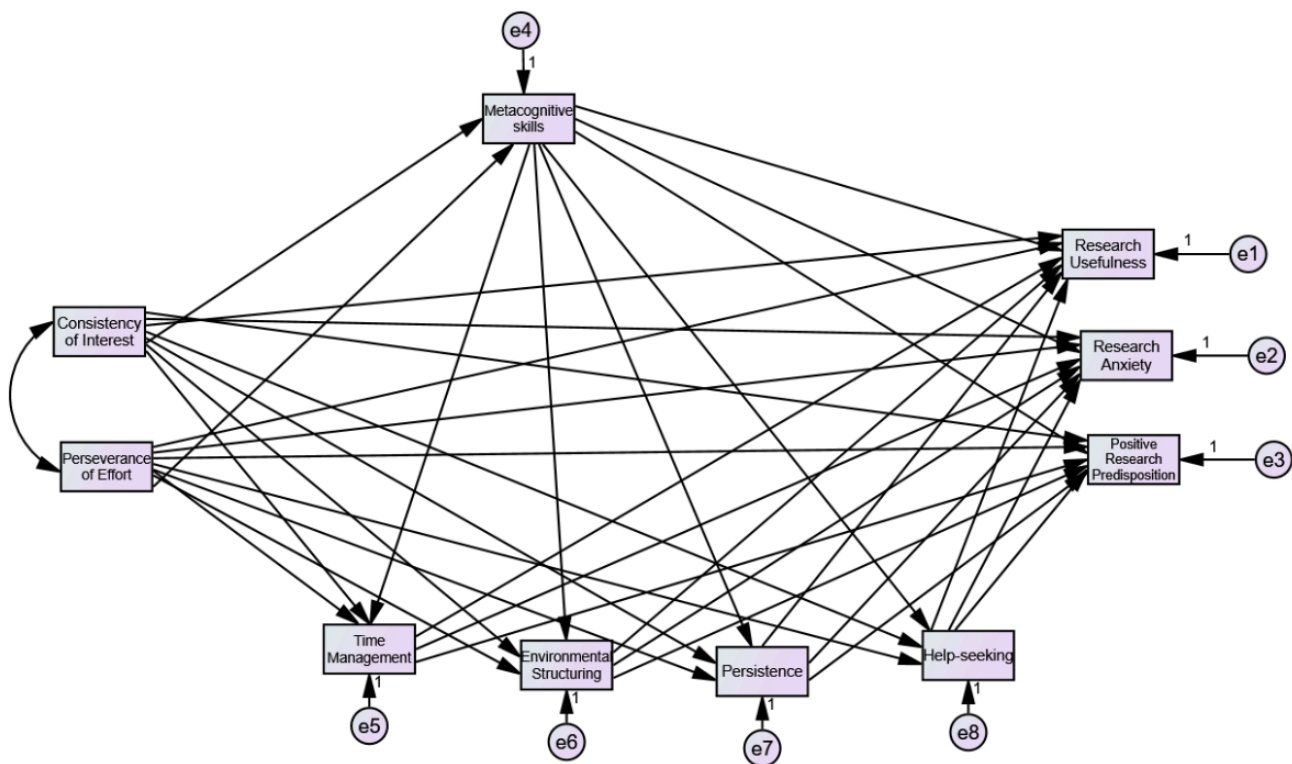 e4
1
Metacognitive
skills
Research
Usefulness
1
e1
Consistency
of Interest
Research
Anxiety
1
e2
Perseverance
of Effort
Positive
Research
Predisposition
1
e3
Time
Management
1
e5
Environmental
Structuring
1
e6
Persistence
1
e7
Help-seeking
1
e8